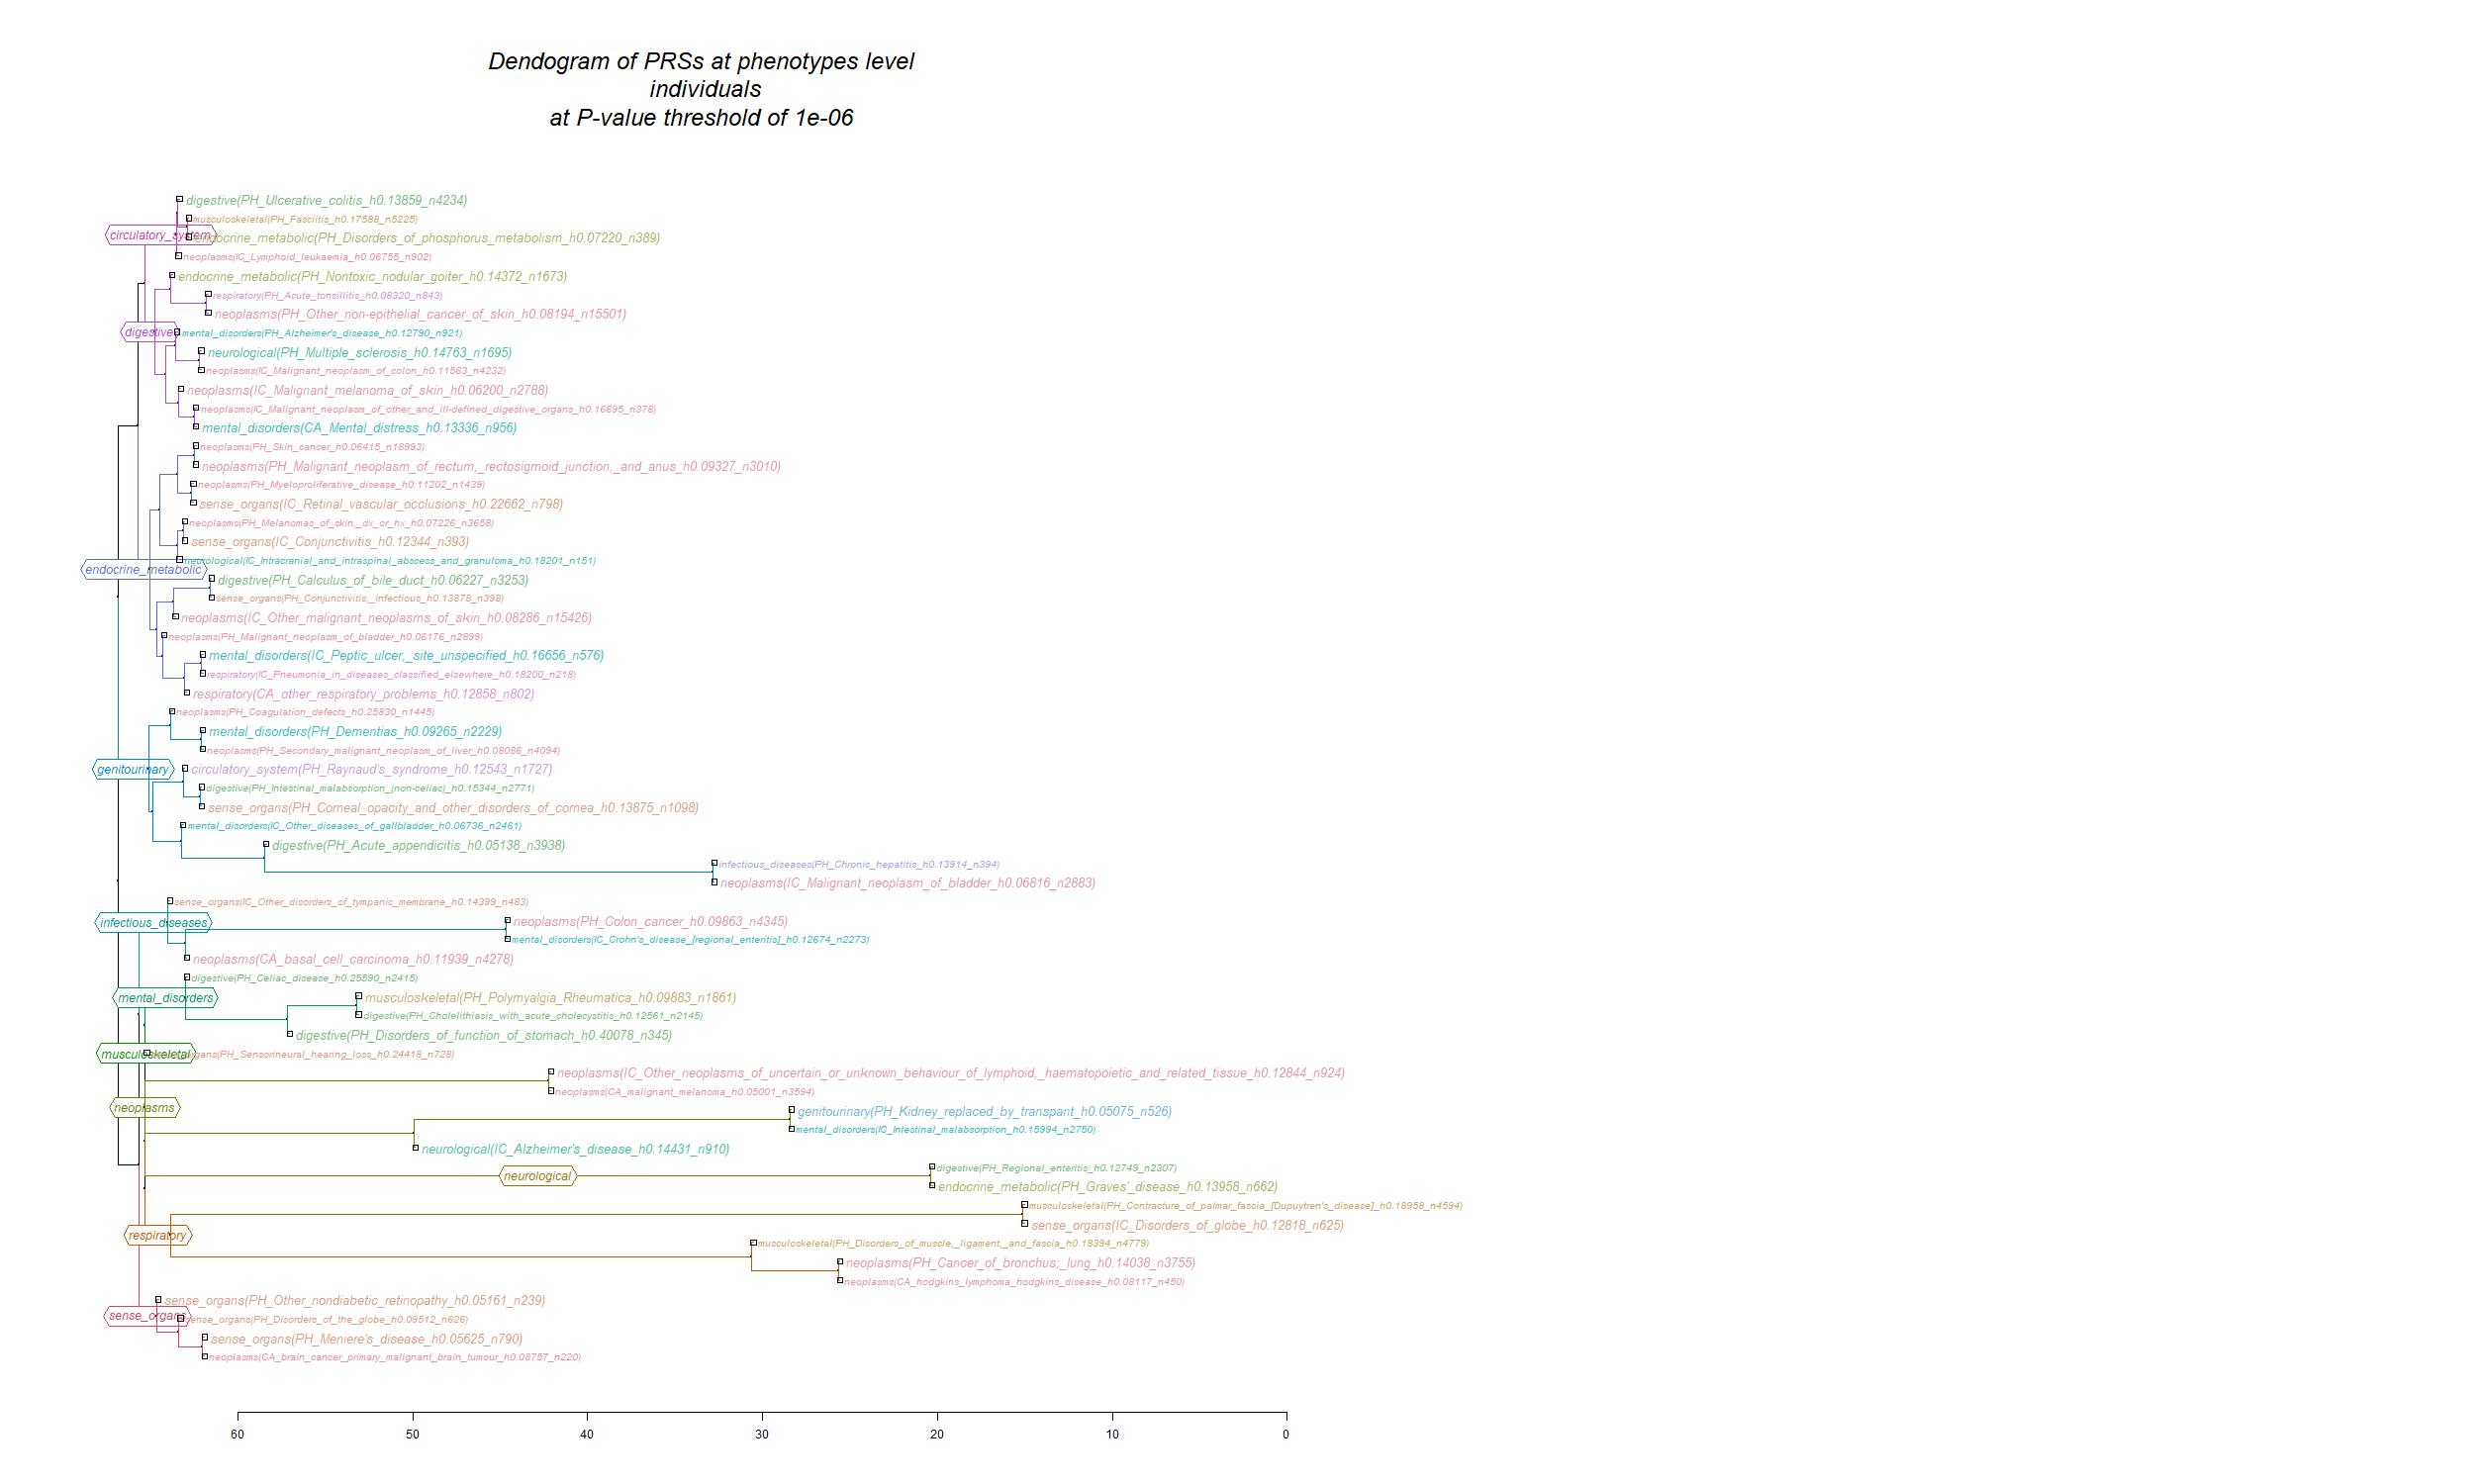 Dendogram of PRSs at phenotypes level
individuals
at P-value threshold of 1e-06
digestive(PH_Ulcerative_colitis_h0.13859_n4234)
musculoskeletal(PH_Fasciitis_h0.17588_n5225)
circulatory_system
endocrine_metabolic(PH_Disorders_of_phosphorus_metabolism_h0.07220_n389)
neoplasms(IC_Lymphoid_leukaemia_h0.06755_n902)
endocrine_metabolic(PH_Nontoxic_nodular_goiter_h0.14372_n1673)
respiratory(PH_Acute_tonsillitis_h0.08320_n843)
neoplasms(PH_Other_non-epithelial_cancer_of_skin_h0.08194_n15501)
digestive
mental_disorders(PH_Alzheimer's_disease_h0.12790_n921)
neurological(PH_Multiple_sclerosis_h0.14763_n1695)
neoplasms(IC_Malignant_neoplasm_of_colon_h0.11563_n4232)
neoplasms(IC_Malignant_melanoma_of_skin_h0.06200_n2788)
neoplasms(IC_Malignant_neoplasm_of_other_and_ill-defined_digestive_organs_h0.16695_n378)
mental_disorders(CA_Mental_distress_h0.13336_n956)
neoplasms(PH_Skin_cancer_h0.06415_n18993)
neoplasms(PH_Malignant_neoplasm_of_rectum,_rectosigmoid_junction,_and_anus_h0.09327_n3010)
neoplasms(PH_Myeloproliferative_disease_h0.11202_n1439)
sense_organs(IC_Retinal_vascular_occlusions_h0.22662_n798)
neoplasms(PH_Melanomas_of_skin,_dx_or_hx_h0.07226_n3658)
sense_organs(IC_Conjunctivitis_h0.12344_n393)
neurological(IC_Intracranial_and_intraspinal_abscess_and_granuloma_h0.18201_n151)
endocrine_metabolic
digestive(PH_Calculus_of_bile_duct_h0.06227_n3253)
sense_organs(PH_Conjunctivitis,_infectious_h0.13878_n398)
neoplasms(IC_Other_malignant_neoplasms_of_skin_h0.08286_n15426)
neoplasms(PH_Malignant_neoplasm_of_bladder_h0.06176_n2899)
mental_disorders(IC_Peptic_ulcer,_site_unspecified_h0.16656_n576)
respiratory(IC_Pneumonia_in_diseases_classified_elsewhere_h0.18200_n218)
respiratory(CA_other_respiratory_problems_h0.12858_n802)
neoplasms(PH_Coagulation_defects_h0.25830_n1445)
mental_disorders(PH_Dementias_h0.09265_n2229)
neoplasms(PH_Secondary_malignant_neoplasm_of_liver_h0.08086_n4094)
genitourinary
circulatory_system(PH_Raynaud's_syndrome_h0.12543_n1727)
digestive(PH_Intestinal_malabsorption_(non-celiac)_h0.15344_n2771)
sense_organs(PH_Corneal_opacity_and_other_disorders_of_cornea_h0.13875_n1098)
mental_disorders(IC_Other_diseases_of_gallbladder_h0.06736_n2461)
digestive(PH_Acute_appendicitis_h0.05138_n3938)
infectious_diseases(PH_Chronic_hepatitis_h0.13914_n394)
neoplasms(IC_Malignant_neoplasm_of_bladder_h0.06816_n2883)
sense_organs(IC_Other_disorders_of_tympanic_membrane_h0.14399_n483)
infectious_diseases
neoplasms(PH_Colon_cancer_h0.09863_n4345)
mental_disorders(IC_Crohn's_disease_[regional_enteritis]_h0.12674_n2273)
neoplasms(CA_basal_cell_carcinoma_h0.11939_n4278)
digestive(PH_Celiac_disease_h0.25590_n2415)
mental_disorders
musculoskeletal(PH_Polymyalgia_Rheumatica_h0.09883_n1861)
digestive(PH_Cholelithiasis_with_acute_cholecystitis_h0.12561_n2145)
digestive(PH_Disorders_of_function_of_stomach_h0.40078_n345)
musculoskeletal
sense_organs(PH_Sensorineural_hearing_loss_h0.24418_n728)
neoplasms(IC_Other_neoplasms_of_uncertain_or_unknown_behaviour_of_lymphoid,_haematopoietic_and_related_tissue_h0.12844_n924)
neoplasms(CA_malignant_melanoma_h0.05001_n3594)
neoplasms
genitourinary(PH_Kidney_replaced_by_transpant_h0.05075_n526)
mental_disorders(IC_Intestinal_malabsorption_h0.15994_n2750)
neurological(IC_Alzheimer's_disease_h0.14431_n910)
digestive(PH_Regional_enteritis_h0.12749_n2307)
neurological
endocrine_metabolic(PH_Graves'_disease_h0.13958_n662)
musculoskeletal(PH_Contracture_of_palmar_fascia_[Dupuytren's_disease]_h0.18958_n4594)
sense_organs(IC_Disorders_of_globe_h0.12818_n625)
respiratory
musculoskeletal(PH_Disorders_of_muscle,_ligament,_and_fascia_h0.18394_n4779)
neoplasms(PH_Cancer_of_bronchus;_lung_h0.14038_n3755)
neoplasms(CA_hodgkins_lymphoma_hodgkins_disease_h0.08117_n450)
sense_organs(PH_Other_nondiabetic_retinopathy_h0.05161_n239)
sense_organs
sense_organs(PH_Disorders_of_the_globe_h0.09512_n626)
sense_organs(PH_Meniere's_disease_h0.05625_n790)
neoplasms(CA_brain_cancer_primary_malignant_brain_tumour_h0.08757_n220)
60 50 40 30 20 10 0